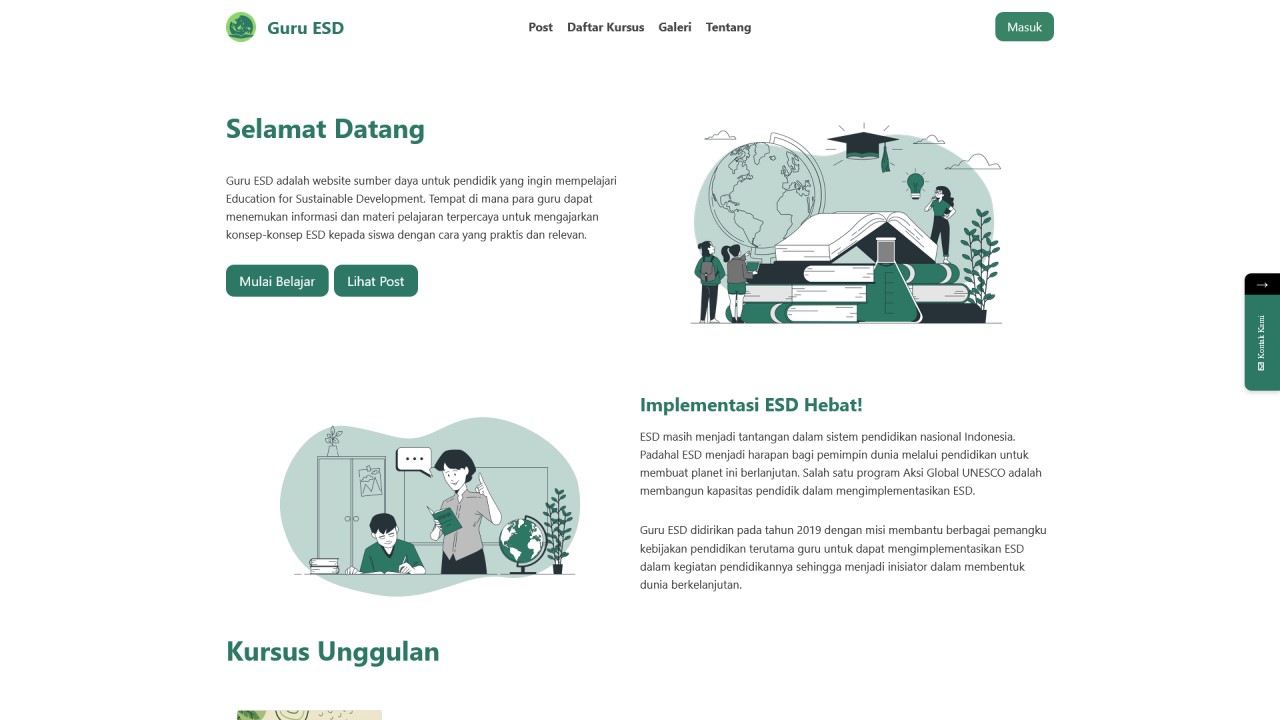 Guru ESD
Post
Daftar Kursus
Galeri
Tentang
Masuk
Selamat Datang
Guru ESD adalah website sumber daya untuk pendidik yang ingin mempelajari
Education for Sustainable Development. Tempat di mana para guru dapat
menemukan informasi dan materi pelajaran terpercaya untuk mengajarkan
konsep-konsep ESD kepada siswa dengan cara yang praktis dan relevan.
Mulai Belajar
Lihat Post
→
Kontak Kami
Implementasi ESD Hebat!
ESD masih menjadi tantangan dalam sistem pendidikan nasional Indonesia.
Padahal ESD menjadi harapan bagi pemimpin dunia melalui pendidikan untuk
membuat planet ini berlanjutan. Salah satu program Aksi Global UNESCO adalah
membangun kapasitas pendidik dalam mengimplementasikan ESD.
Guru ESD didirikan pada tahun 2019 dengan misi membantu berbagai pemangku
kebijakan pendidikan terutama guru untuk dapat mengimplementasikan ESD
dalam kegiatan pendidikannya sehingga menjadi inisiator dalam membentuk
dunia berkelanjutan.
Kursus Unggulan